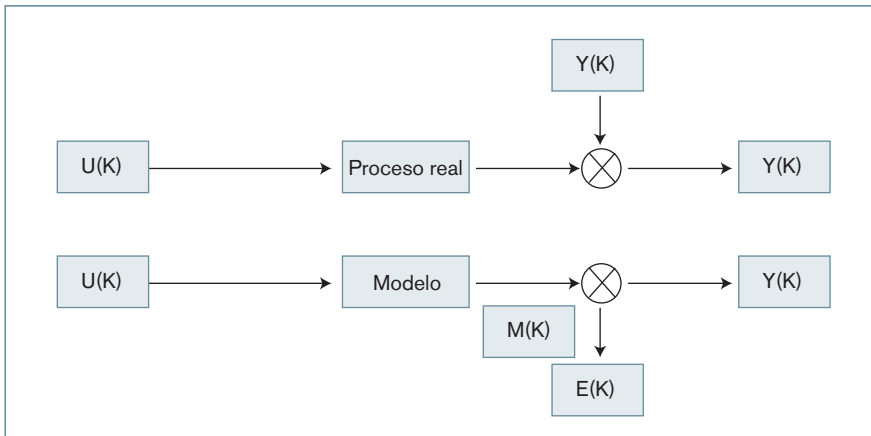 Y(K)
U(K)
Proceso real
Y(K)
U(K)
Modelo
Y(K)
M(K)
E(K)